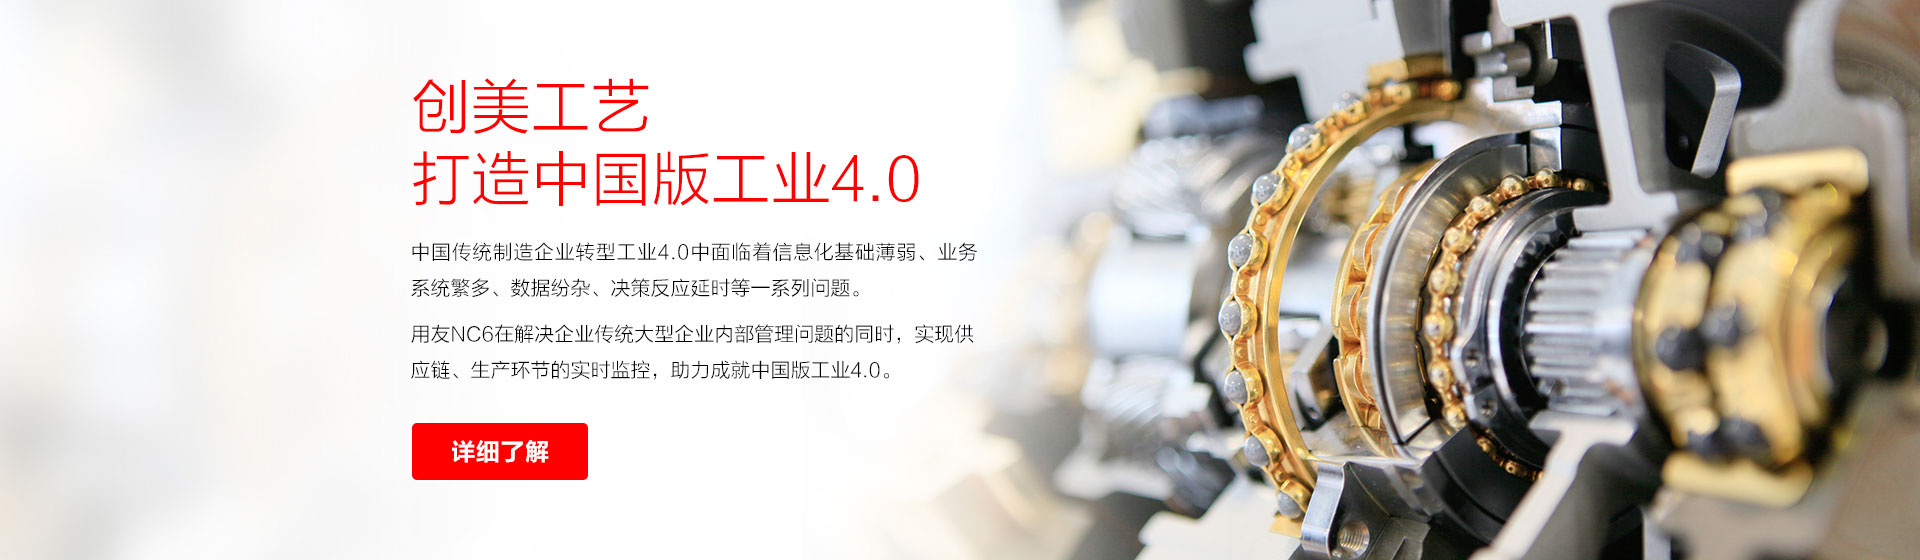 创美工艺
打造中国版工业4.0
中国传统制造企业转型工业4.0中面临着信息化基础薄弱、业务
系统繁多、数据纷杂、决策反应延时等一系列问题。
用友NC6在解决企业传统大型企业内部管理问题的同时，实现供
应链、生产环节的实时监控，助力成就中国版工业4.0。
详细了解